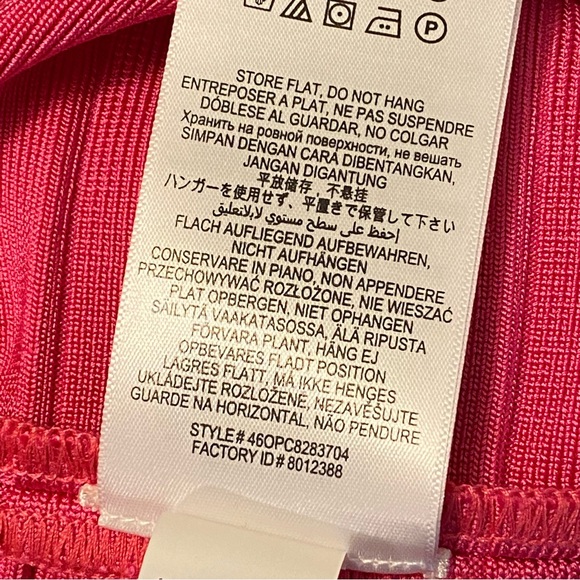 P
STORE FLAT, DO NOT HANG
ENTREPOSER A PLAT, NE PAS SUSPENDRE
DÓBLESE AL GUARDAR, NO COLGAR
Хранить на ровной поверхности, не вешать
SIMPAN DENGAN CARA DIBENTANGKAN,
JANGAN DIGANTUNG
平放储存，不悬挂
ハンガーを使用せず、平置きで保管して下さい
إحفظ على سطح مستوي لا،لاتعليق
FLACH AUFLIEGEND AUFBEWAHREN,
NICHT AUFHÄNGEN
CONSERVARE IN PIANO, NON APPENDERE
PRZECHOWYWAĆ ROZŁOŻONE, NIE WIESZAĆ
PLAT OPBERGEN, NIET OPHANGEN
SÄILYTÄ VAAKATASOSSA, ÄLÄ RIPUSTA
FÖRVARA PLANT, HÄNG EJ
OPBEVARES FLADT POSITION
LAGRES FLATT, MÅ IKKE HENGES
UKLÁDEJTE ROZLOŽENÉ, NEZAVĚŠUJTE
GUARDE NA HORIZONTAL, NÃO PENDURE
STYLE# 46OPC8283704
FACTORY ID# 8012388